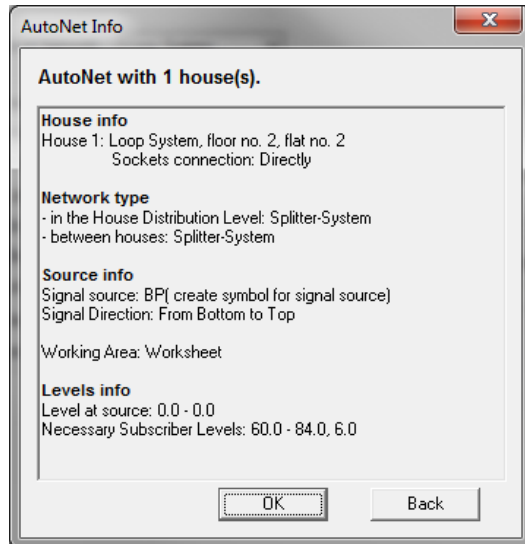 AutoNet Info
AutoNet with 1 house(s).
House info
House 1: Loop System, floor no. 2, flat no. 2
Sockets connection: Directly
Network type
- in the House Distribution Level: Splitter-System
- between houses: Splitter-System
Source info
Signal source: BP( create symbol for signal source)
Signal Direction: From Bottom to Top
Working Area: Worksheet
Levels info
Level at source: 0.0 - 0.0
Necessary Subscriber Levels: 60.0 - 84.0, 6.0
OK
Back